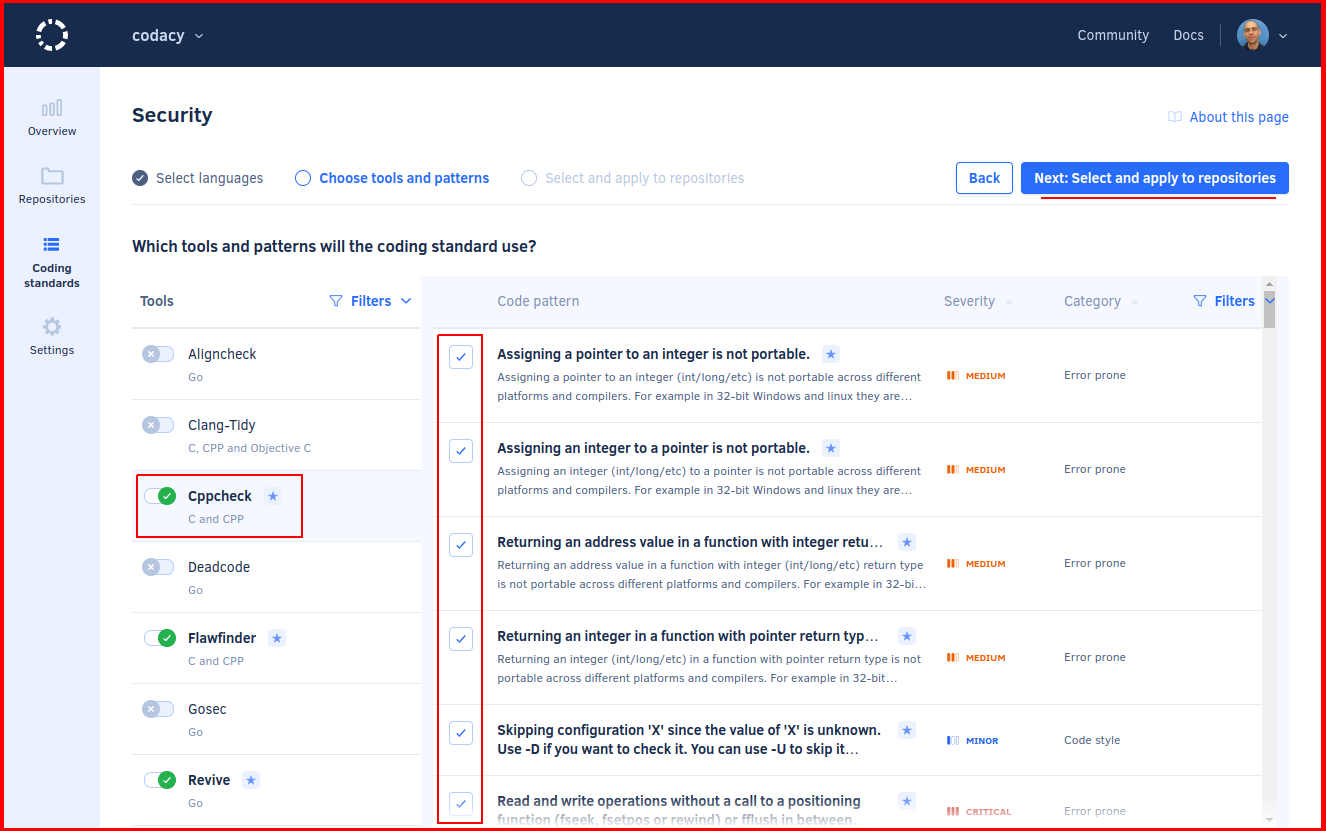 codacy
Community
Docs
Overview
Repositories
Coding
standards
Settings
Security
About this page
Select languages
Choose tools and patterns
Select and apply to repositories
Back
Next: Select and apply to repositories
Which tools and patterns will the coding standard use?
Tools
Filters
Aligncheck
Go
Clang-Tidy
C, CPP and Objective C
Cppcheck
C and CPP
Deadcode
Go
Flawfinder
C and CPP
Gosec
Go
Revive
Go
Code pattern
Severity
Category
Filters
Assigning a pointer to an integer is not portable.
Assigning a pointer to an integer (int/long/etc) is not portable across different
platforms and compilers. For example in 32-bit Windows and linux they are…
MEDIUM
Error prone
Assigning an integer to a pointer is not portable.
Assigning an integer (int/long/etc) to a pointer is not portable across different
platforms and compilers. For example in 32-bit Windows and linux they are…
MEDIUM
Error prone
Returning an address value in a function with integer retu…
Returning an address value in a function with integer (int/long/etc) return type
is not portable across different platforms and compilers. For example in 32-bi…
MEDIUM
Error prone
Returning an integer in a function with pointer return typ…
Returning an integer (int/long/etc) in a function with pointer return type is not
portable across different platforms and compilers. For example in 32-bit…
MEDIUM
Error prone
Skipping configuration 'X' since the value of 'X' is unknown.
Use -D if you want to check it. You can use -U to skip it…
MINOR
Code style
Read and write operations without a call to a positioning
function (fseek, fsetpos or rewind) or fflush in between…
CRITICAL
Error prone